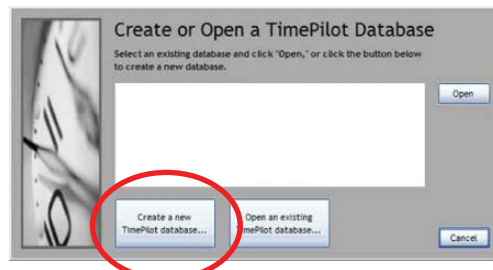 Create or Open a TimePilot Database
Select an existing database and click "Open," or click the button below
to create a new database.
Open
Create a new
TimePilot database...
Open an existing
TimePilot database...
Cancel